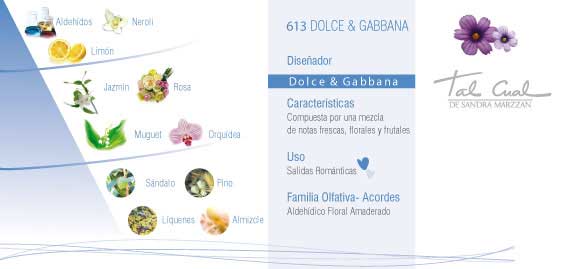 Aldehídos
Neroli
Limón
Jazmín
Rosa
Muguet
Orquídea
Sándalo
Pino
Líquenes
Almizcle
613 DOLCE & GABBANA
Diseñador
Dolce & Gabbana
Características
Compuesta por una mezcla
de notas frescas, florales y frutales
Uso
Salidas Románticas
Familia Olfativa- Acordes
Aldehídico Floral Amaderado
Tal Cual
DE SANDRA MARZZAN